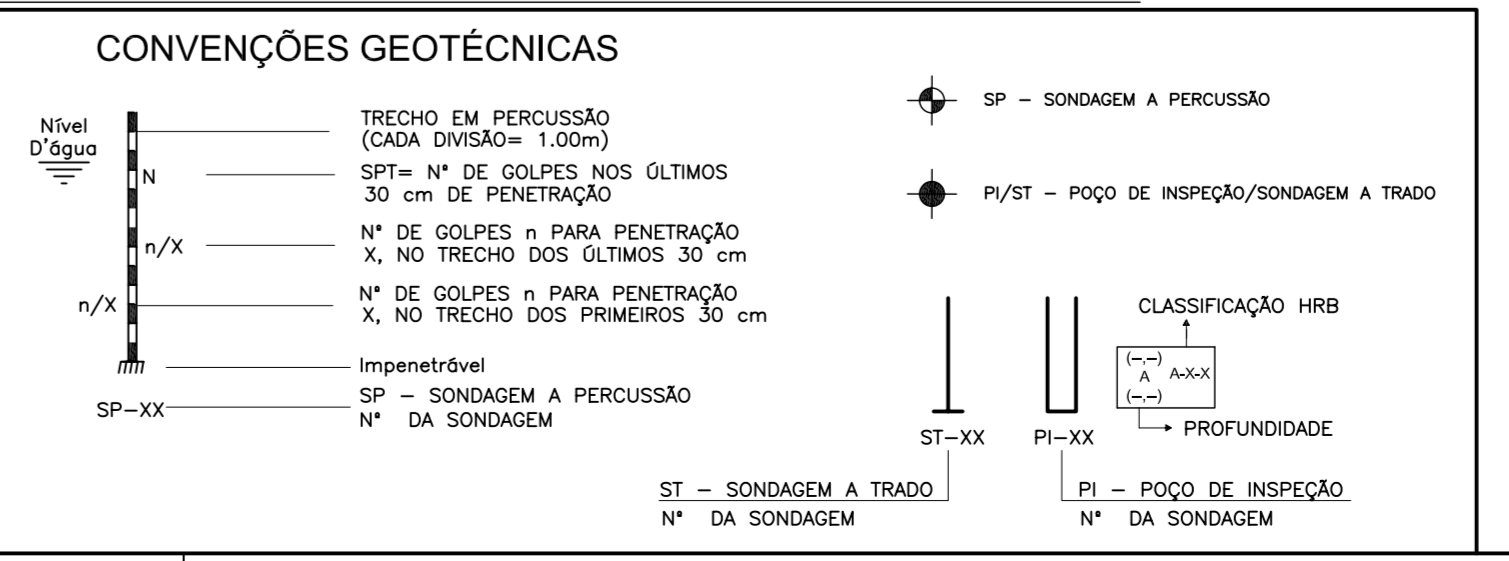 CONVENÇÕES GEOTÉCNICAS
Nível
D'água
TRECHO EM PERCUSSÃO
(CADA DIVISÃO= 1.00m)
N
SPT= Nº DE GOLPES NOS ÚLTIMOS
30 cm DE PENETRAÇÃO
n/X
Nº DE GOLPES n PARA PENETRAÇÃO
X, NO TRECHO DOS ÚLTIMOS 30 cm
n/X
Nº DE GOLPES n PARA PENETRAÇÃO
X, NO TRECHO DOS PRIMEIROS 30 cm
Impenetrável
SP-XX
SP - SONDAGEM A PERCUSSÃO
Nº DA SONDAGEM
SP - SONDAGEM A PERCUSSÃO
PI/ST - POÇO DE INSPEÇÃO/SONDAGEM A TRADO
CLASSIFICAÇÃO HRB
(-,-)
A A-X-X
(-,-)
PROFUNDIDADE
ST-XX
PI-XX
ST - SONDAGEM A TRADO
Nº DA SONDAGEM
PI - POÇO DE INSPEÇÃO
Nº DA SONDAGEM